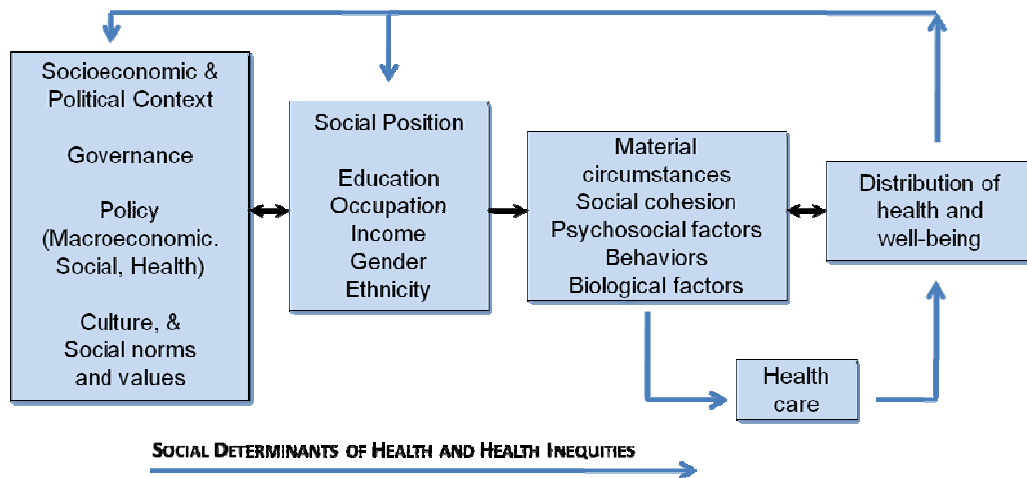 Socioeconomic &
Political Context
Governance
Policy
(Macroeconomic.
Social, Health)
Culture, &
Social norms
and values
Social Position
Education
Occupation
Income
Gender
Ethnicity
Material
circumstances
Social cohesion
Psychosocial factors
Behaviors
Biological factors
Distribution of
health and
well-being
Health
care
SOCIAL DETERMINANTS OF HEALTH AND HEALTH INEQUITIES